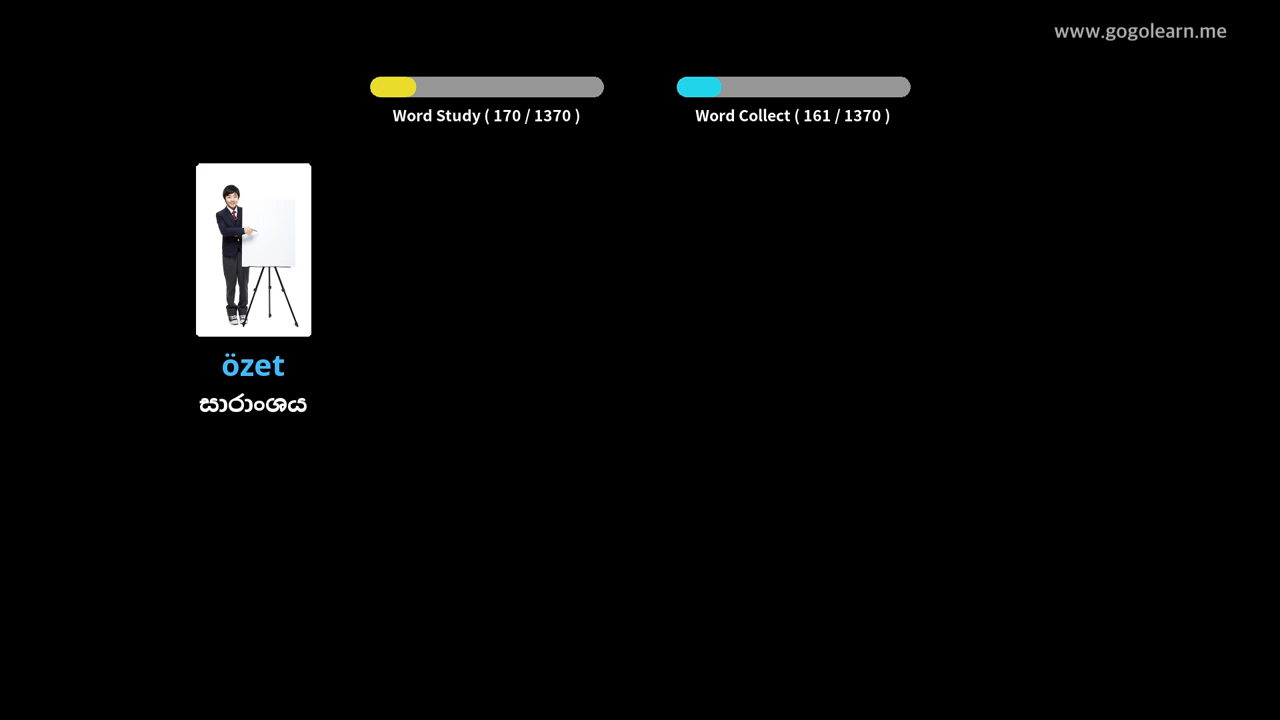 www.gogolearn.me
Word Study ( 170 / 1370 )
Word Collect ( 161 / 1370 )
özet
සාරාංශය